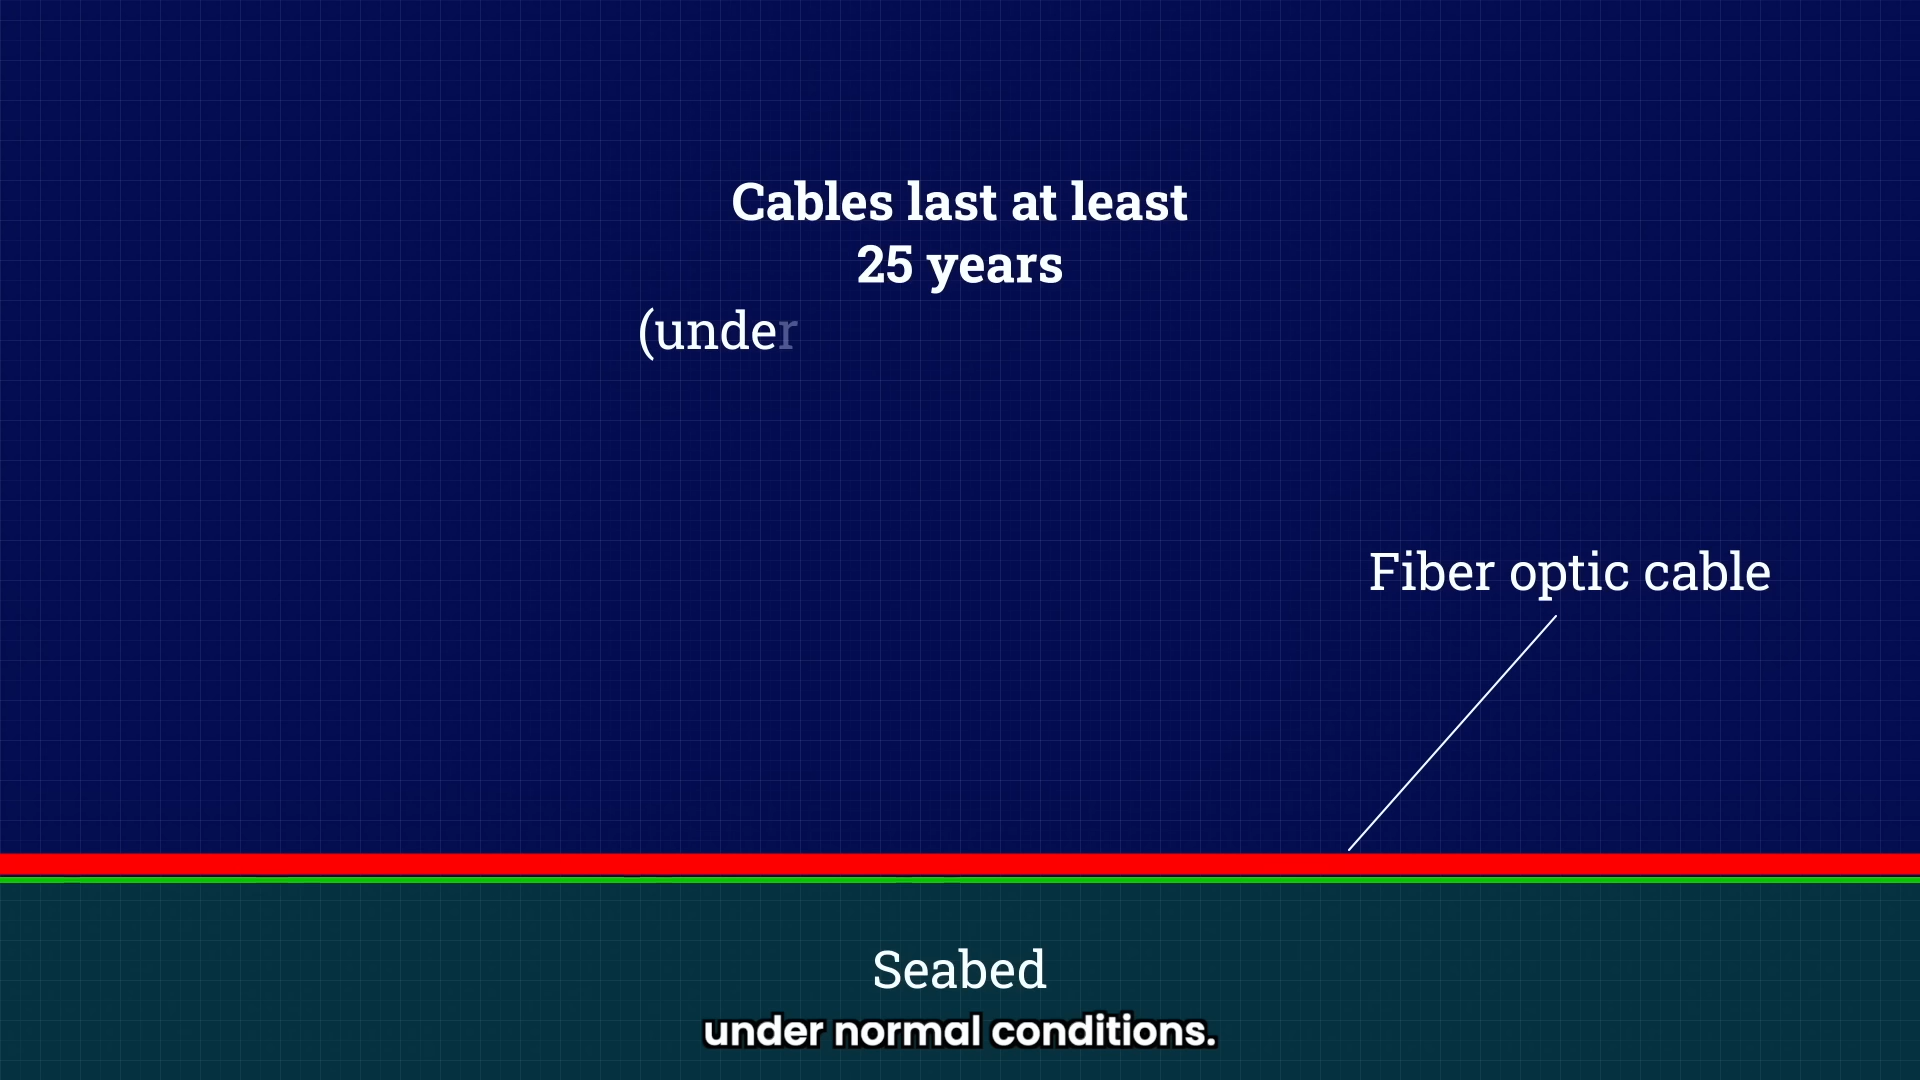 Cables last at least
25 years
(under
Fiber optic cable
Seabed
under normal conditions.